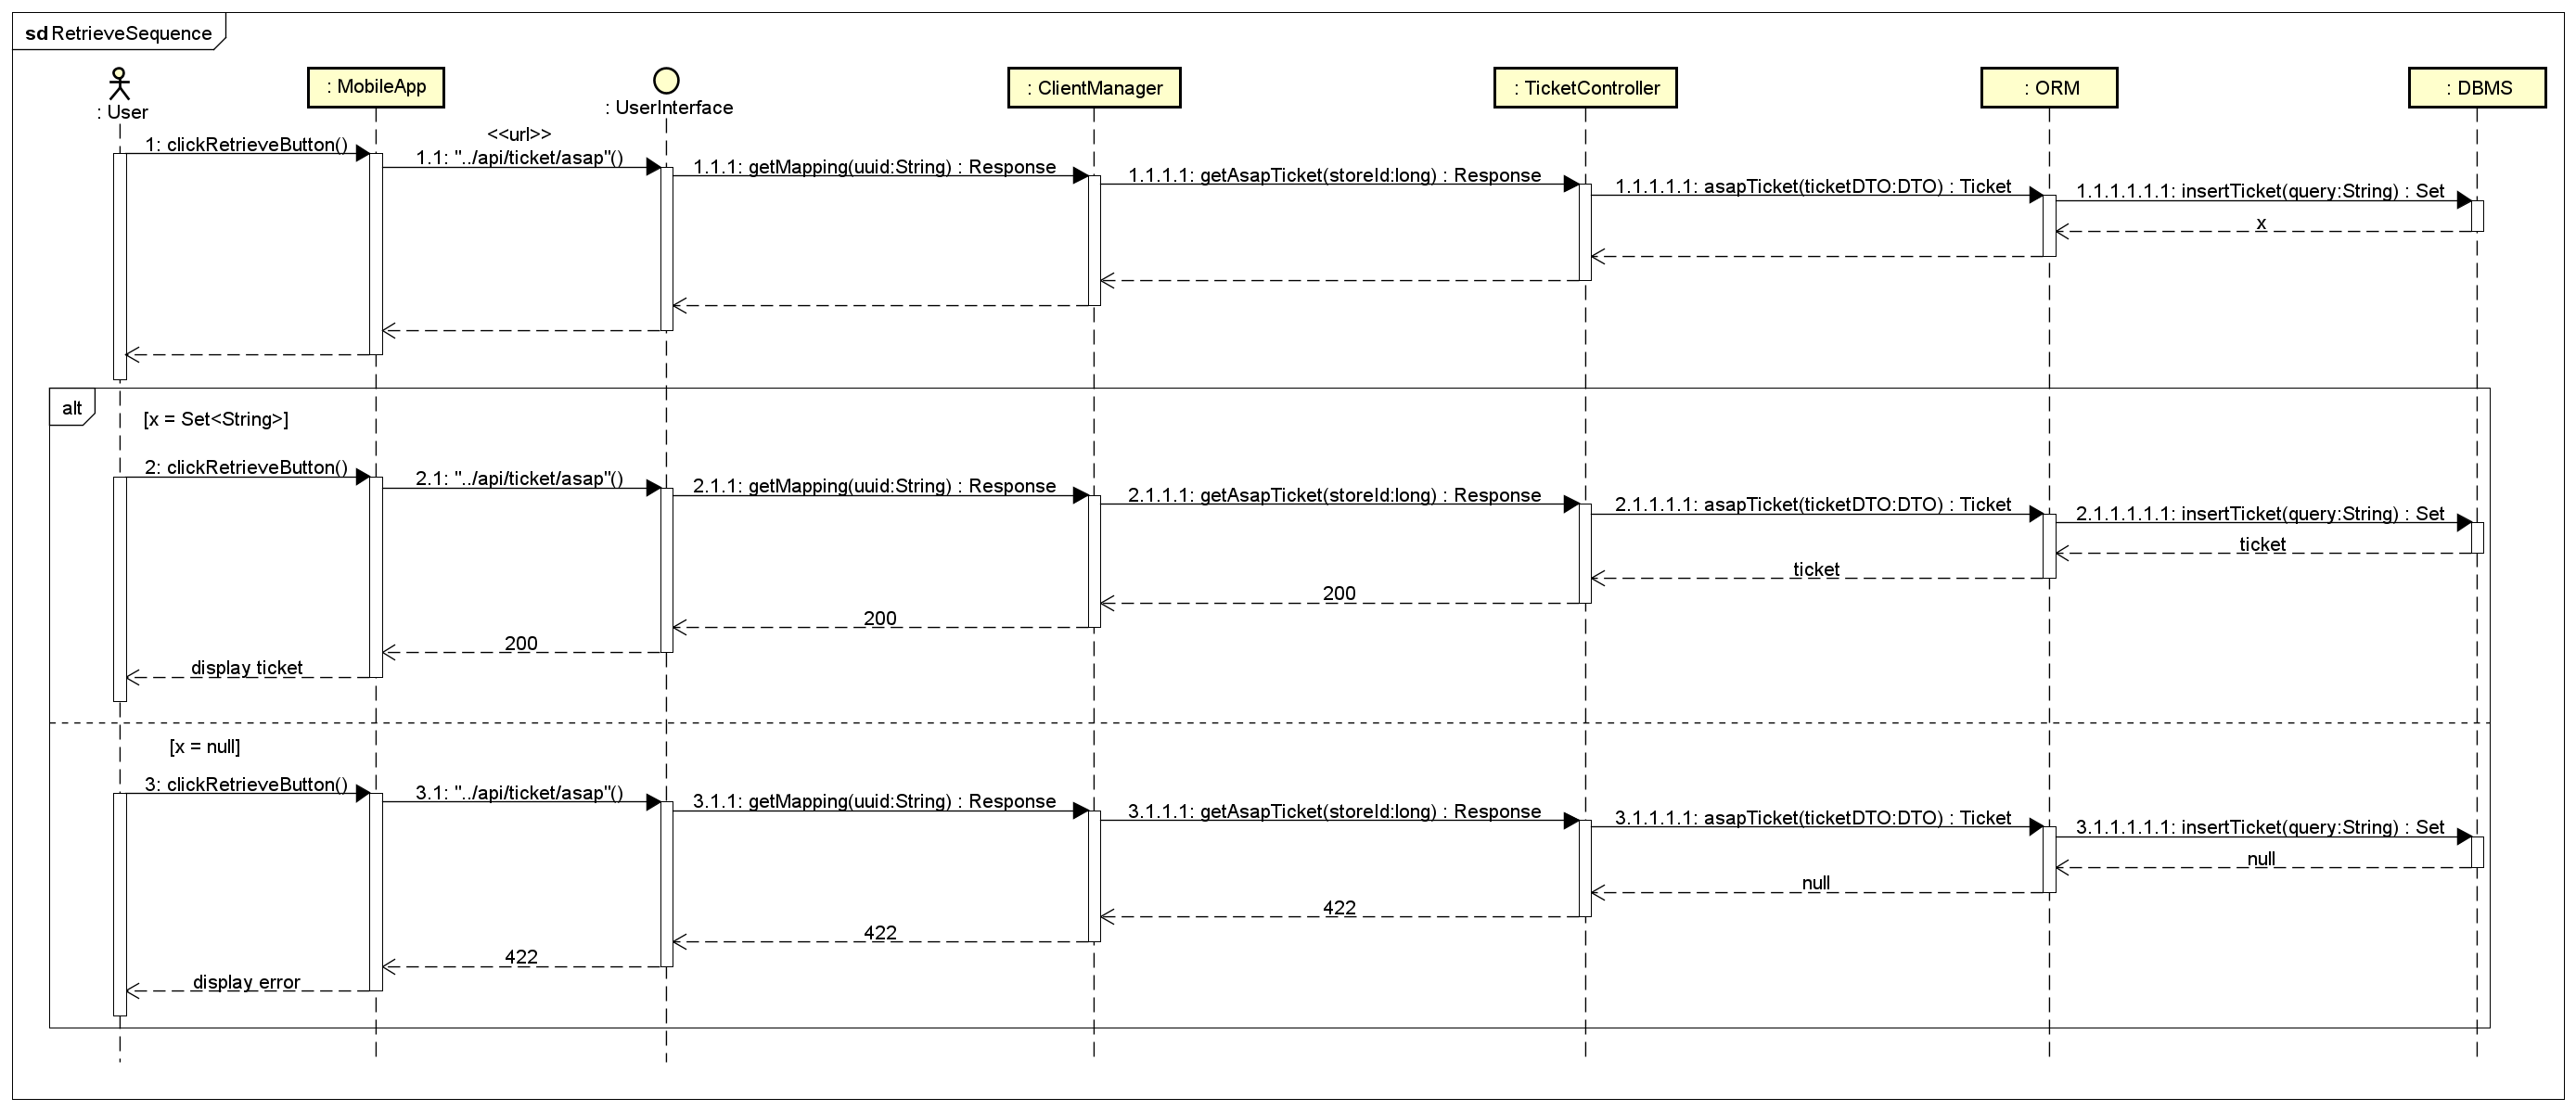 sd RetrieveSequence
: User
: MobileApp
: UserInterface
: ClientManager
: TicketController
: ORM
: DBMS
1: clickRetrieveButton()
<<url>>
1.1: "../api/ticket/asap"()
1.1.1: getMapping(uuid:String) : Response
1.1.1.1: getAsapTicket(storeId:long) : Response
1.1.1.1.1: asapTicket(ticketDTO:DTO) : Ticket
1.1.1.1.1.1: insertTicket(query:String) : Set
x
alt
[x = Set<String>]
2: clickRetrieveButton()
2.1: "../api/ticket/asap"()
2.1.1: getMapping(uuid:String) : Response
2.1.1.1: getAsapTicket(storeId:long) : Response
2.1.1.1.1: asapTicket(ticketDTO:DTO) : Ticket
2.1.1.1.1.1: insertTicket(query:String) : Set
ticket
ticket
200
200
200
display ticket
[x = null]
3: clickRetrieveButton()
3.1: "../api/ticket/asap"()
3.1.1: getMapping(uuid:String) : Response
3.1.1.1: getAsapTicket(storeId:long) : Response
3.1.1.1.1: asapTicket(ticketDTO:DTO) : Ticket
3.1.1.1.1.1: insertTicket(query:String) : Set
null
null
422
422
422
display error